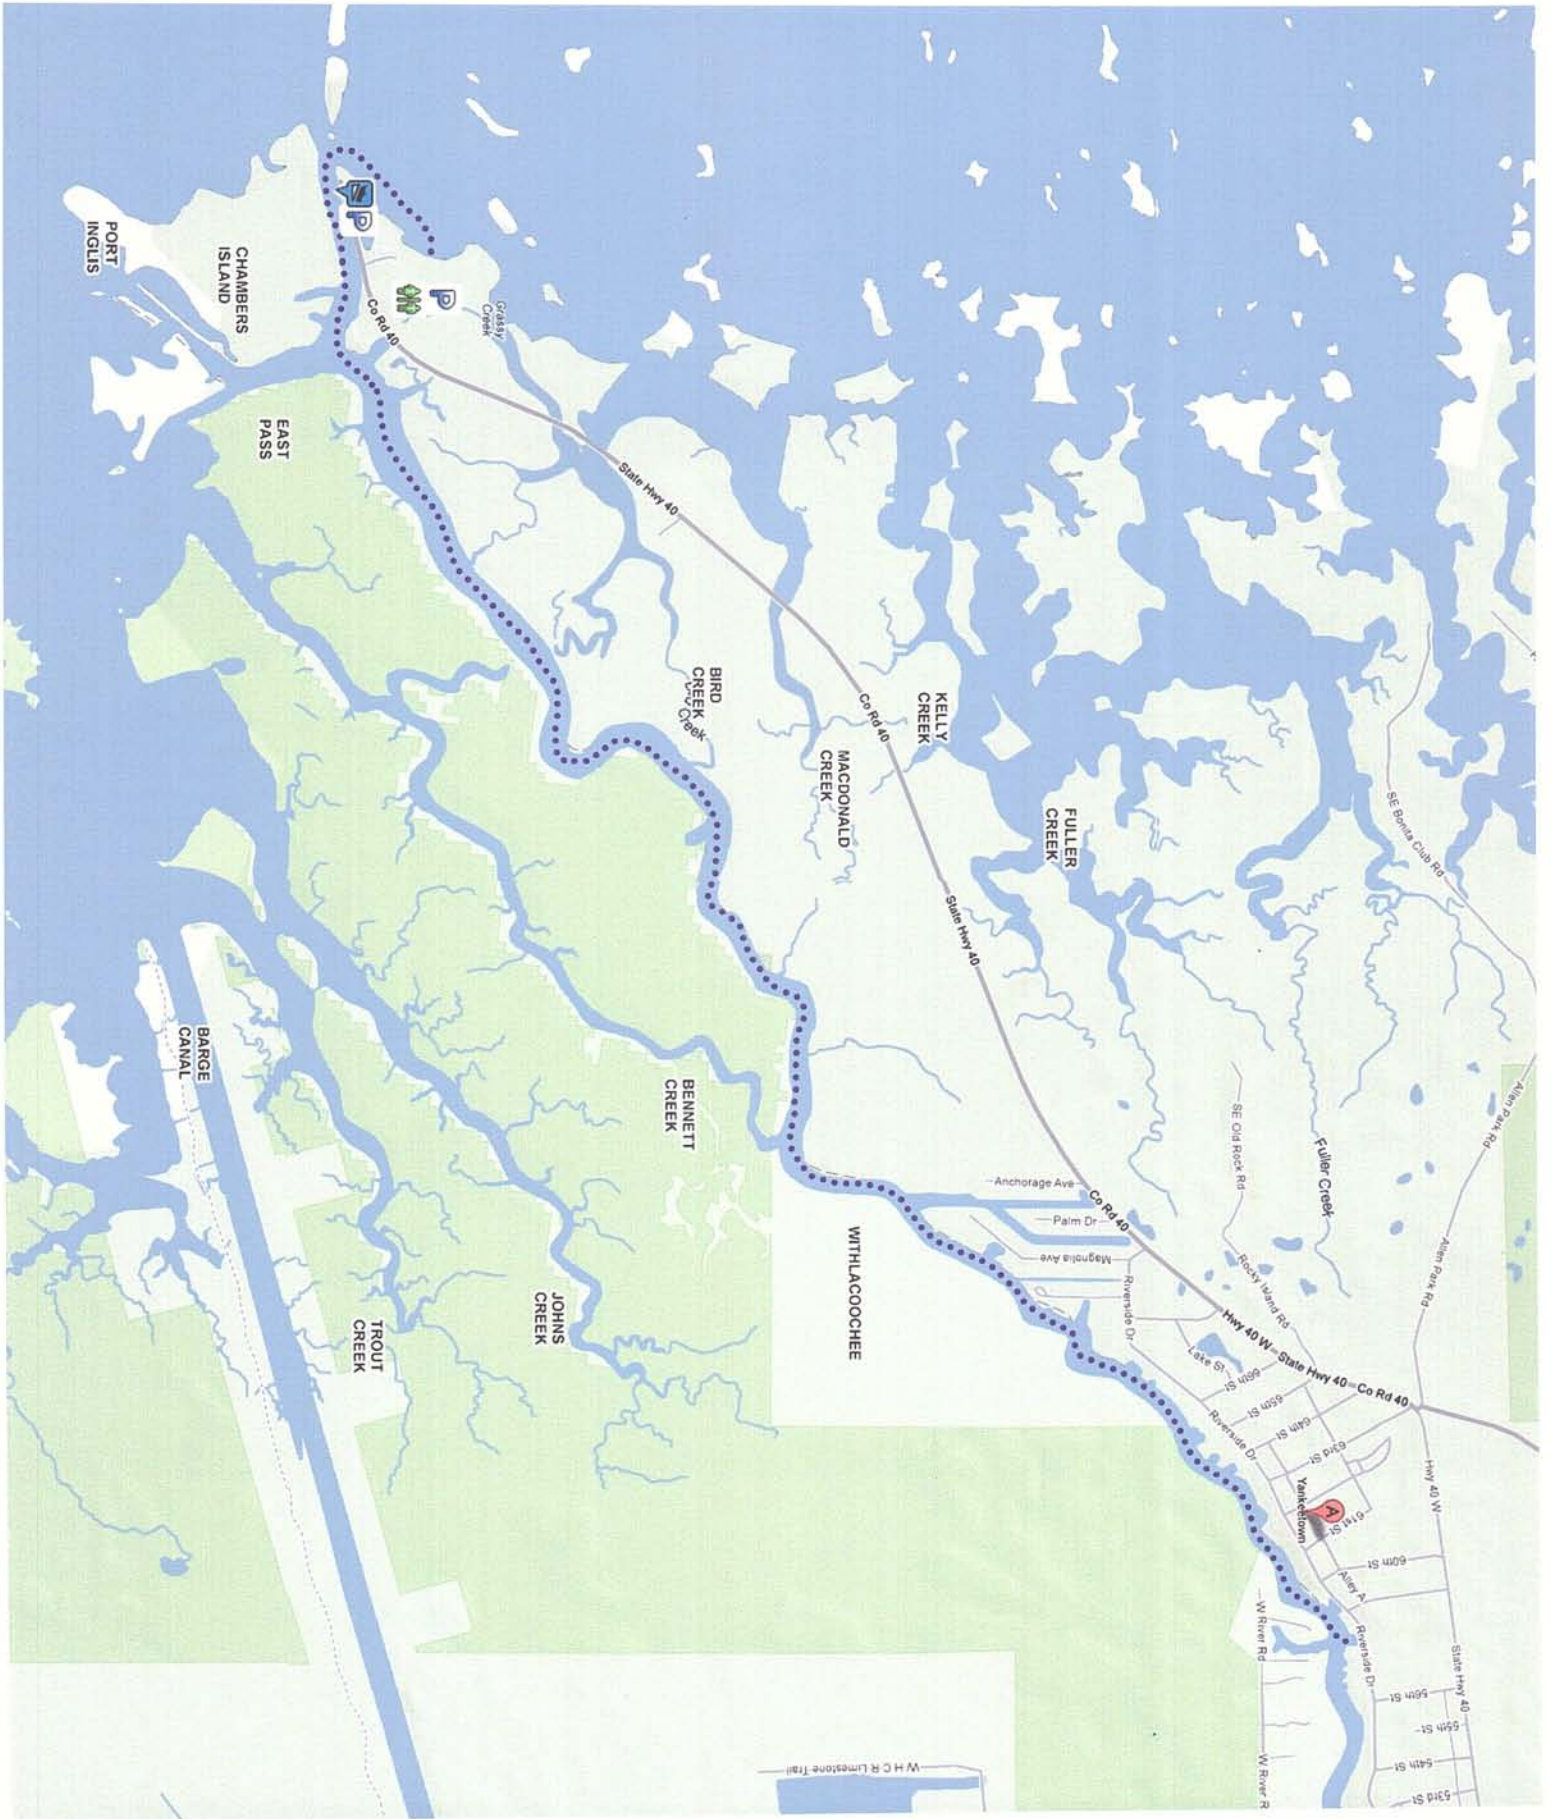 PORT
INGLIS
CHAMBERS
ISLAND
P
P
Co Rd 40
Grassy
Creek
EAST
PASS
State Hwy 40
BIRD
CREEK
Creek
KELLY
CREEK
Co Rd 40
MACDONALD
CREEK
FULLER
CREEK
SE Bonita Club Rd
State Hwy 40
BARGE
CANAL
BENNETT
CREEK
Allen Park Rd
SE Old Rock Rd
Fuller Creek
Anchorage Ave
Co Rd 40
Palm Dr
Magnolia Ave
WITHLACOOCHEE
Riverside Dr
Rocky Island Rd
Allen Park Rd
JOHNS
CREEK
TROUT
CREEK
Hwy 40 W
State Hwy 40
Co Rd 40
Lake St
66th St
65th St
64th St
63rd St
Riverside Dr
Hwy 40 W
A
Yankeetown
61st St
60th St
Alley A
W River Rd
Riverside Dr
State Hwy 40
56th St
55th St
54th St
53rd St
W River R
W H C R Limestone Trail